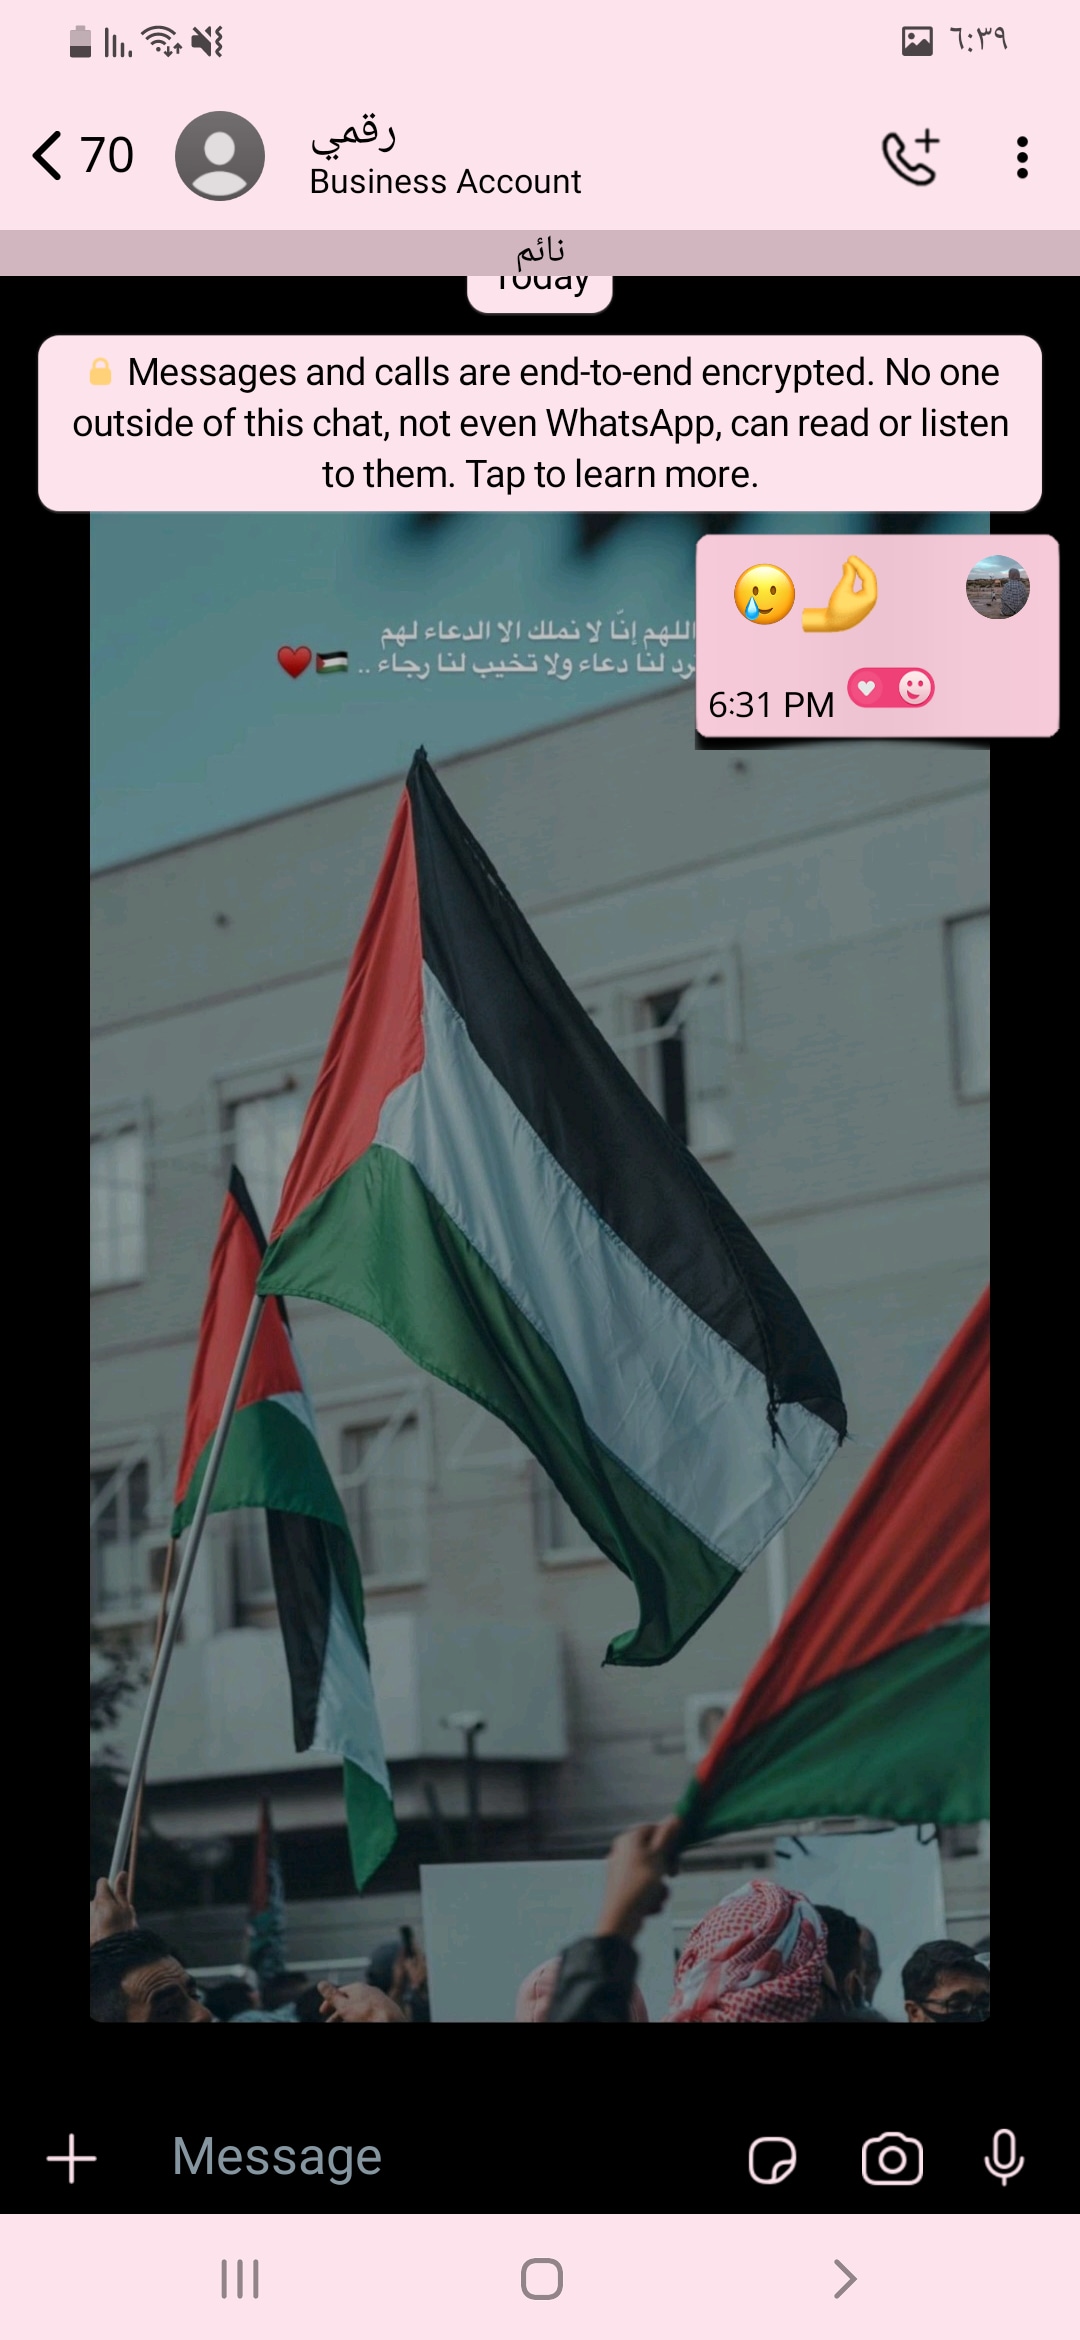 ٦:٣٩
70
رقمي
Business Account
نائم
Today
Messages and calls are end-to-end encrypted. No one
outside of this chat, not even WhatsApp, can read or listen
to them. Tap to learn more.
اللهم إنّا لا نملك الا الدعاء لهم
لنا دعاء ولا تخيب لنا رجاء ..
6:31 PM
Message